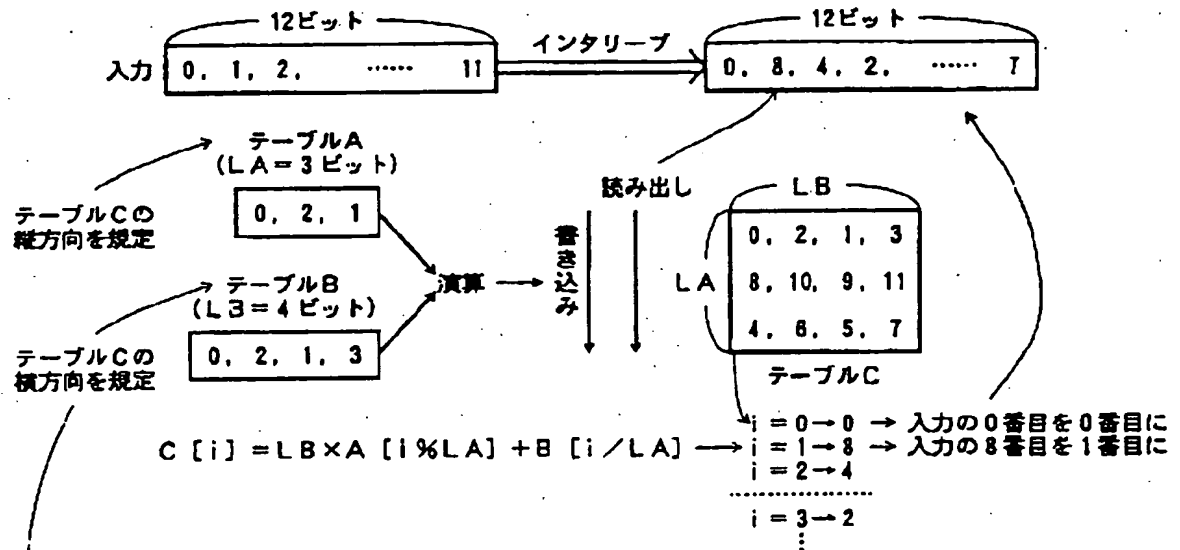 12ビット
12ビット
入力 0, 1, 2, …… 11
インタリーブ
0, 8, 4, 2, …… 7
テーブルA
(LA=3ビット)
0, 2, 1
テーブルCの
縦方向を規定
テーブルB
(LB=4ビット)
0, 2, 1, 3
テーブルCの
横方向を規定
演算
書き込み
読み出し
LB
LA
0, 2, 1, 3
8, 10, 9, 11
4, 6, 5, 7
テーブルC
C [i] =LB×A [i%LA] +B [i/LA]
i=0→0 → 入力の0番目を0番目に
i=1→8 → 入力の8番目を1番目に
i=2→4
i=3→2